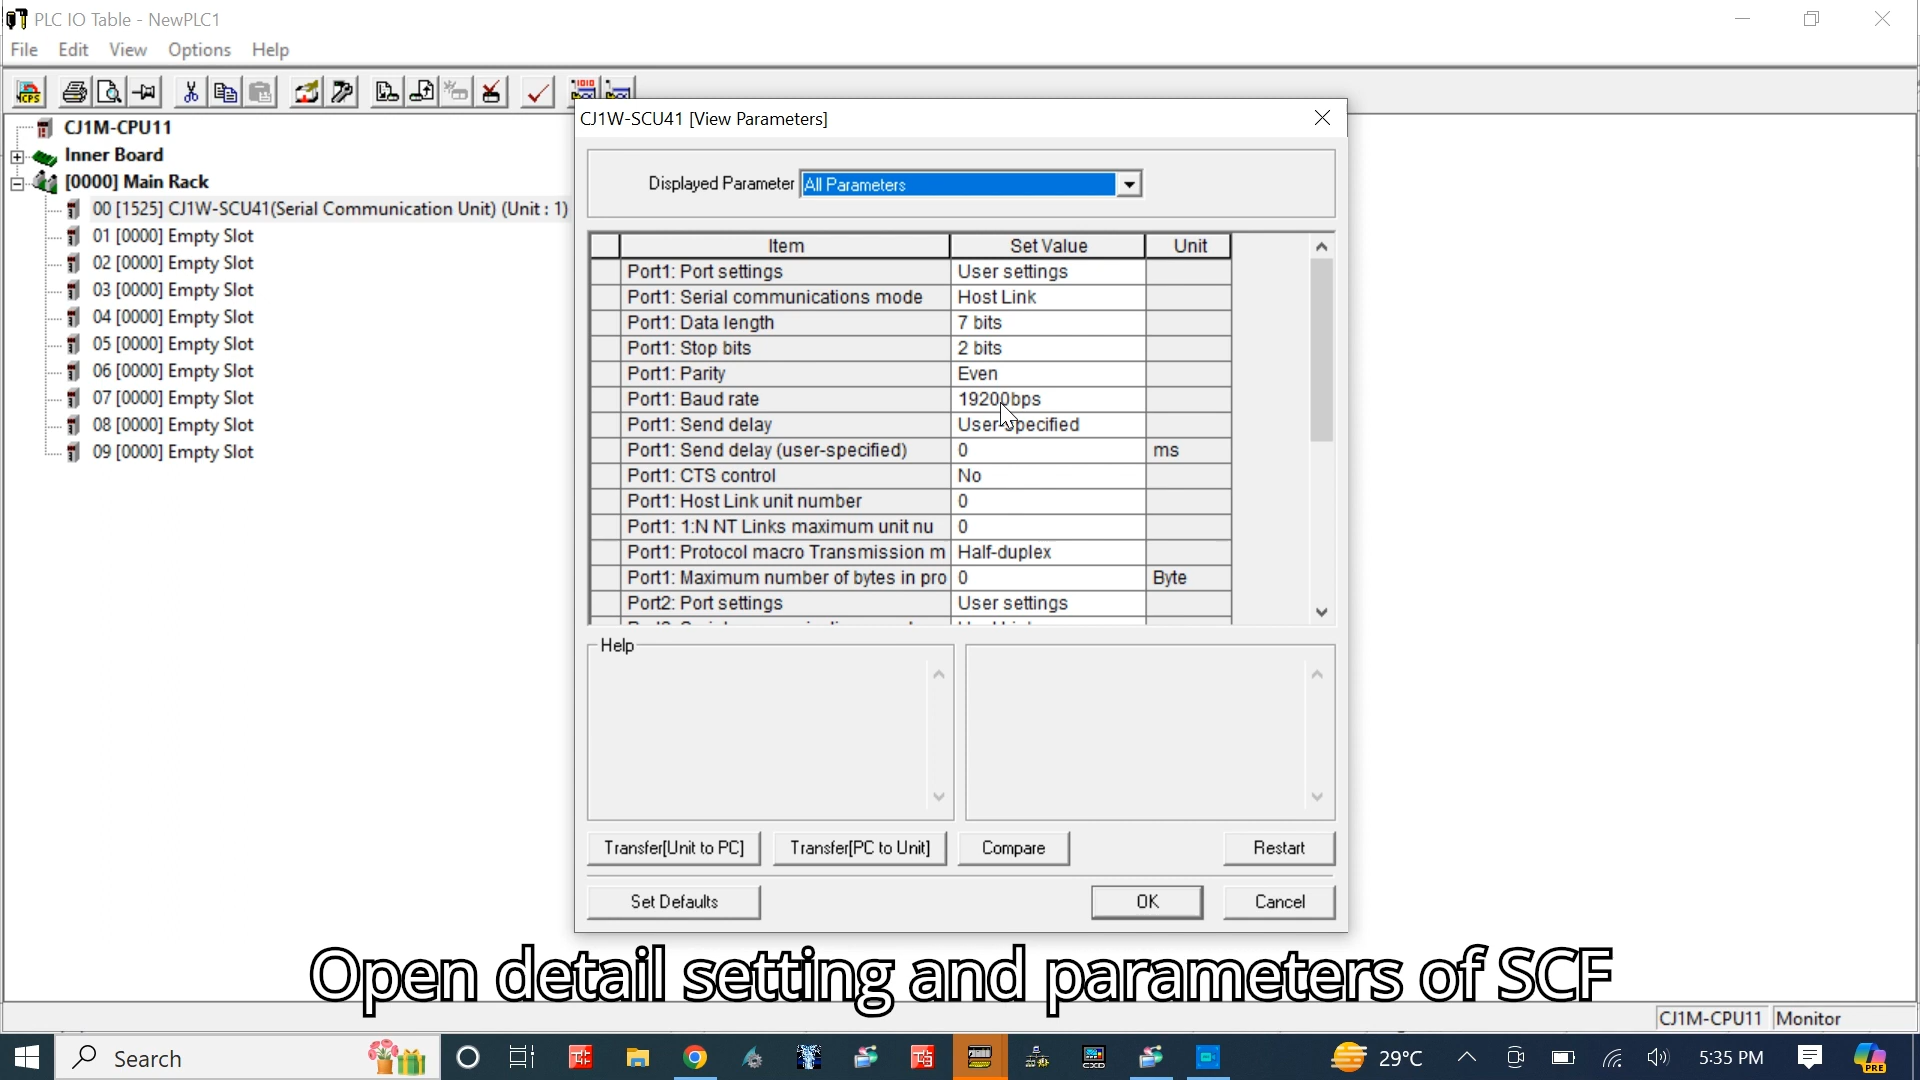 PLC IO Table - NewPLC1
File Edit View Options Help
CJ1M-CPU11
Inner Board
[0000] Main Rack
00 [1525] CJ1W-SCU41(Serial Communication Unit) (Unit : 1)
01 [0000] Empty Slot
02 [0000] Empty Slot
03 [0000] Empty Slot
04 [0000] Empty Slot
05 [0000] Empty Slot
06 [0000] Empty Slot
07 [0000] Empty Slot
08 [0000] Empty Slot
09 [0000] Empty Slot
CJ1W-SCU41 [View Parameters]
Displayed Parameter All Parameters
Item Set Value Unit
Port1: Port settings User settings
Port1: Serial communications mode Host Link
Port1: Data length 7 bits
Port1: Stop bits 2 bits
Port1: Parity Even
Port1: Baud rate 19200bps
Port1: Send delay User-specified
Port1: Send delay (user-specified) 0 ms
Port1: CTS control No
Port1: Host Link unit number 0
Port1: 1:N NT Links maximum unit nu 0
Port1: Protocol macro Transmission m Half-duplex
Port1: Maximum number of bytes in pro 0 Byte
Port2: Port settings User settings
Help
Transfer[Unit to PC] Transfer[PC to Unit] Compare Restart
Set Defaults OK Cancel
Open detail setting and parameters of SCF
CJ1M-CPU11 Monitor
Search 29°C 5:35 PM